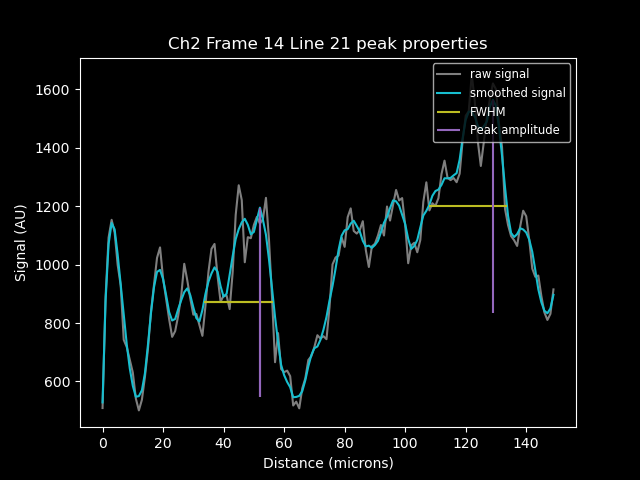 Ch2 Frame 14 Line 21 peak properties
raw signal
smoothed signal
FWHM
Peak amplitude
1600
1400
1200
1000
800
600
Signal (AU)
0 20 40 60 80 100 120 140
Distance (microns)